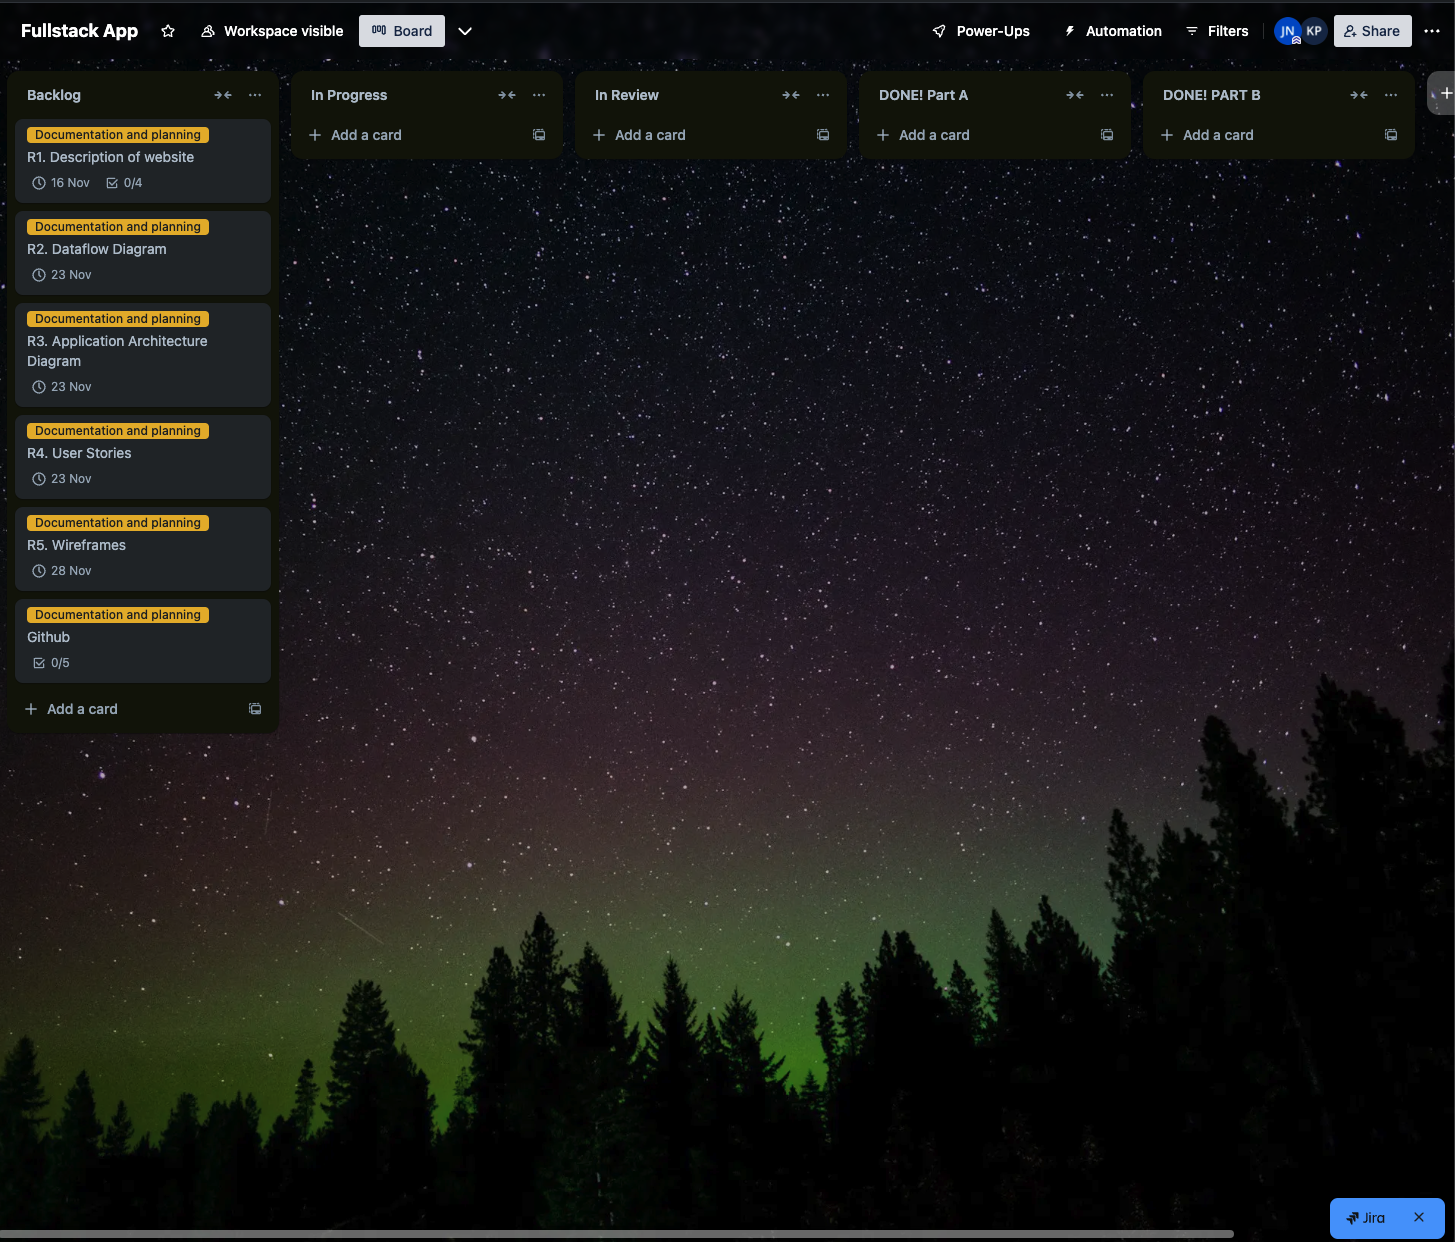 Fullstack App
Workspace visible
Board
Power-Ups
Automation
Filters
JN
KP
Share
Backlog
Documentation and planning
R1. Description of website
16 Nov
0/4
Documentation and planning
R2. Dataflow Diagram
23 Nov
Documentation and planning
R3. Application Architecture
Diagram
23 Nov
Documentation and planning
R4. User Stories
23 Nov
Documentation and planning
R5. Wireframes
28 Nov
Documentation and planning
Github
0/5
Add a card
In Progress
Add a card
In Review
Add a card
DONE! Part A
Add a card
DONE! PART B
Add a card
Jira